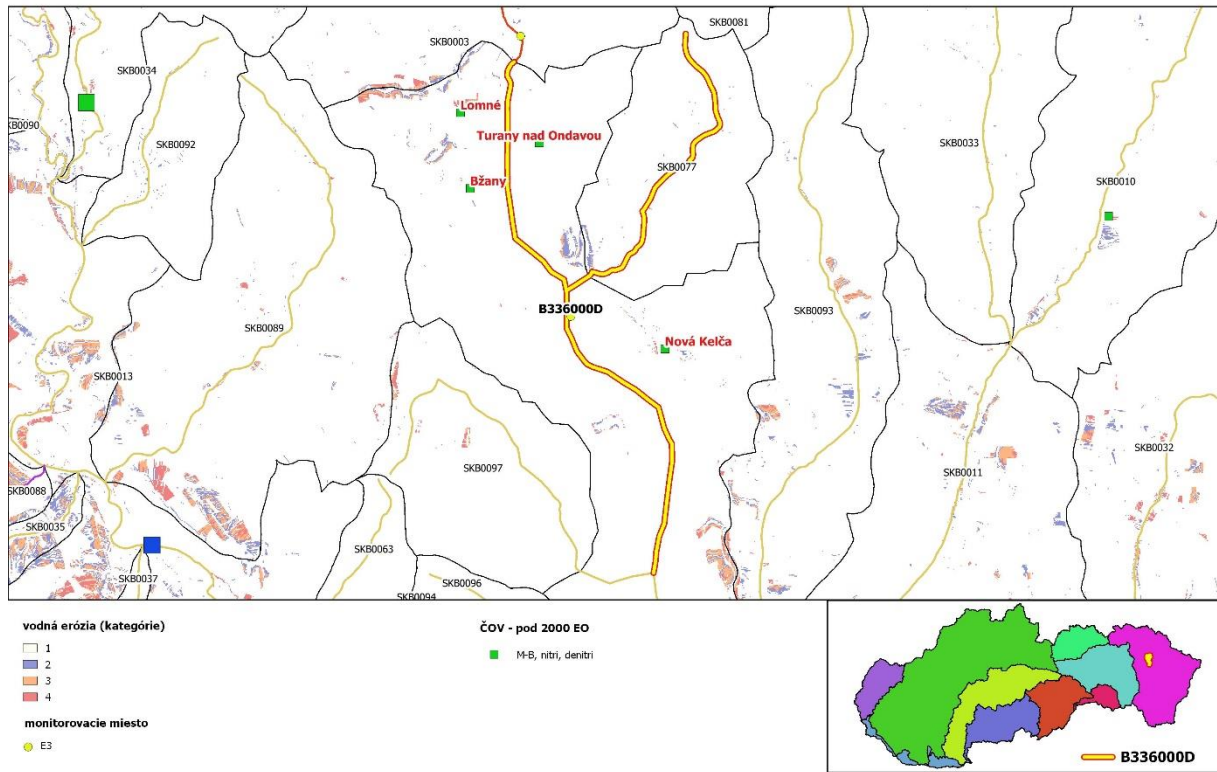 SKB0081
SKB0003
SKB0034
Lomné
KB0090
SKB0092
Turany nad Ondavou
SKB0033
SKB0077
Bžany
SKB0010
B336000D
SKB0093
SKB0089
Nová Kelča
SKB0013
SKB0032
SKB0097
SKB0011
SKB0088
SKB0035
SKB0063
SKB0037
SKB0096
SKB0094
vodná erózia (kategórie)
1
2
3
4
monitorovacie miesto
E3
ČOV - pod 2000 EO
M-B, nitri, denitri
B336000D